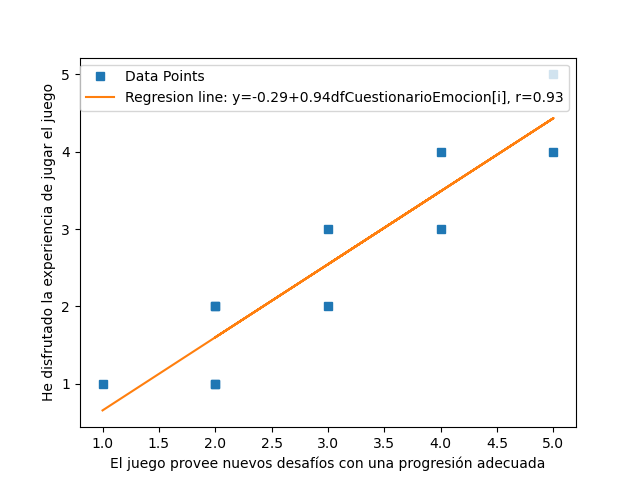 Data Points
Regresion line: y=-0.29+0.94dfCuestionarioEmocion[i], r=0.93
He disfrutado la experiencia de jugar el juego
5
4
3
2
1
1.0 1.5 2.0 2.5 3.0 3.5 4.0 4.5 5.0
El juego provee nuevos desafíos con una progresión adecuada